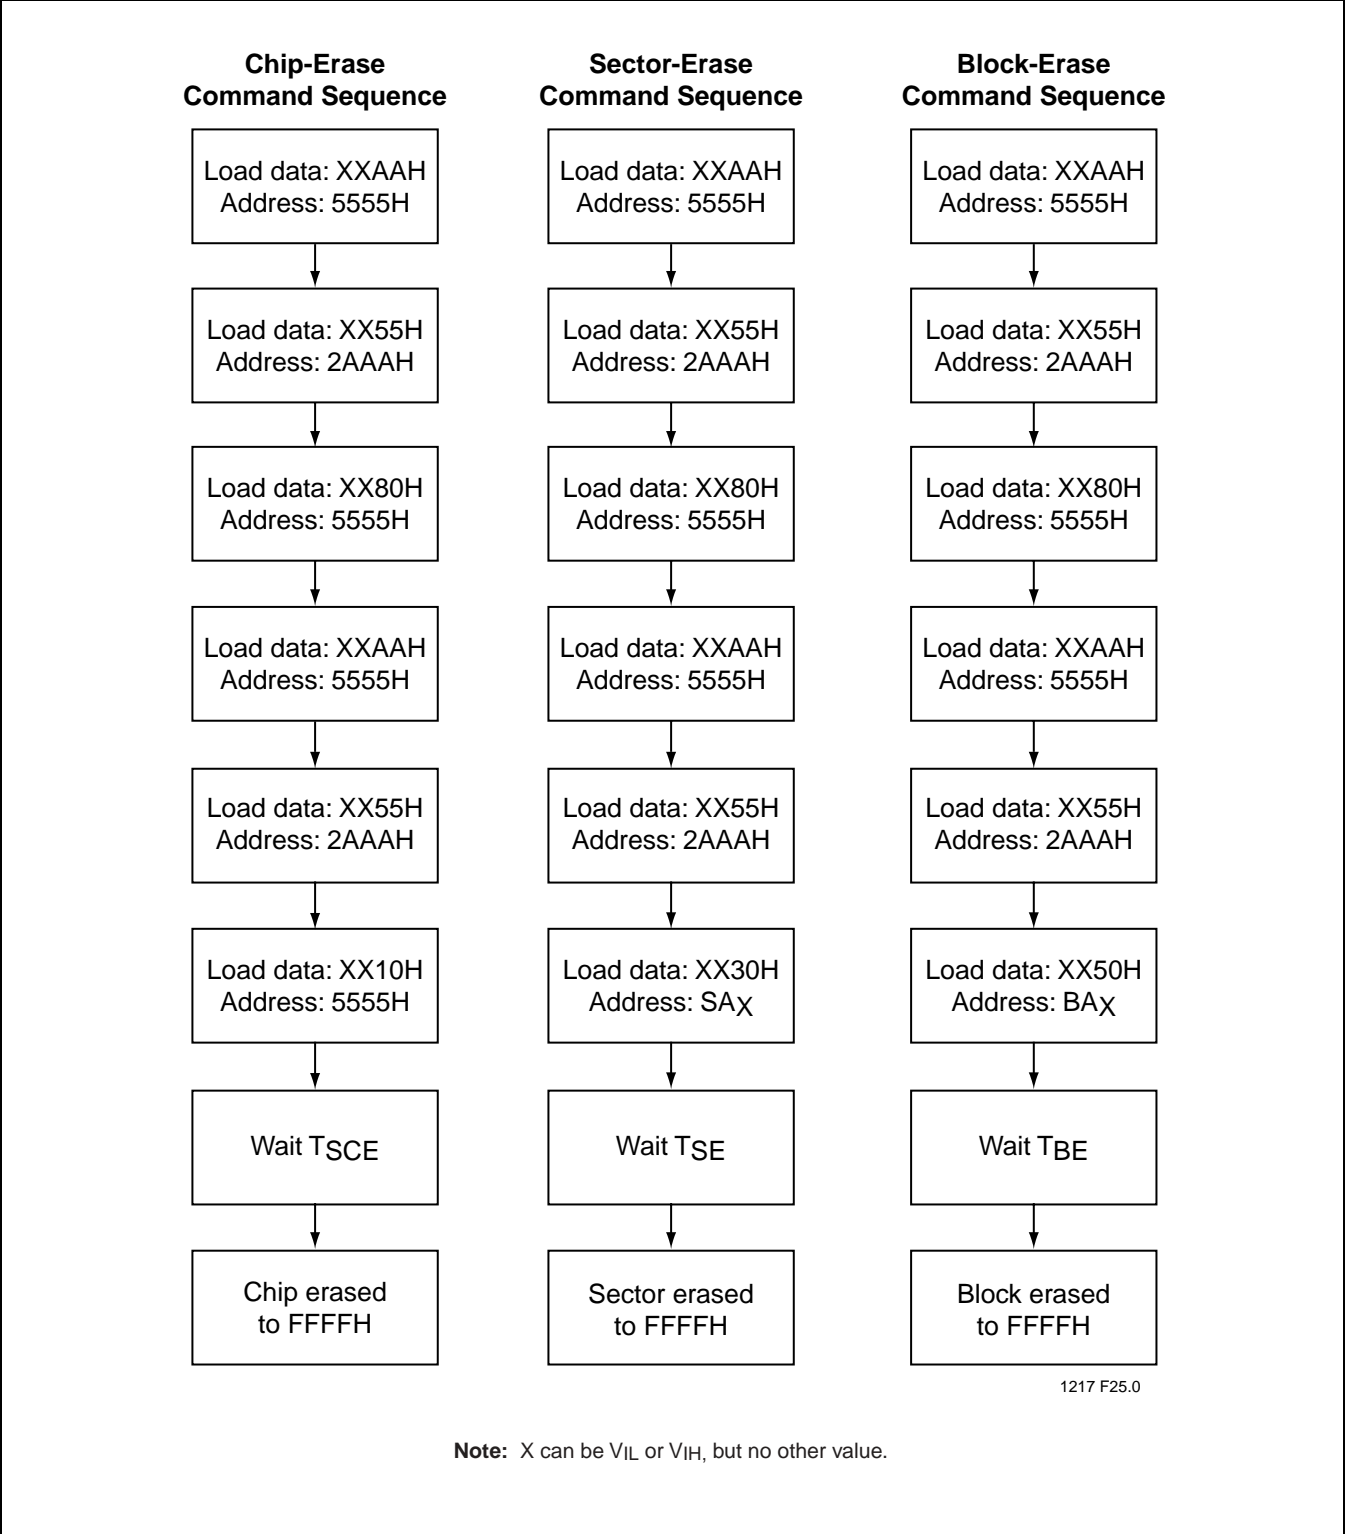 Chip-Erase
Command Sequence
Load data: XXAAH
Address: 5555H
Load data: XX55H
Address: 2AAAH
Load data: XX80H
Address: 5555H
Load data: XXAAH
Address: 5555H
Load data: XX55H
Address: 2AAAH
Load data: XX10H
Address: 5555H
Wait TSCE
Chip erased
to FFFFH
Sector-Erase
Command Sequence
Load data: XXAAH
Address: 5555H
Load data: XX55H
Address: 2AAAH
Load data: XX80H
Address: 5555H
Load data: XXAAH
Address: 5555H
Load data: XX55H
Address: 2AAAH
Load data: XX30H
Address: SAX
Wait TSE
Sector erased
to FFFFH
Block-Erase
Command Sequence
Load data: XXAAH
Address: 5555H
Load data: XX55H
Address: 2AAAH
Load data: XX80H
Address: 5555H
Load data: XXAAH
Address: 5555H
Load data: XX55H
Address: 2AAAH
Load data: XX50H
Address: BAX
Wait TBE
Block erased
to FFFFH
1217 F25.0
Note: X can be VIL or VIH, but no other value.